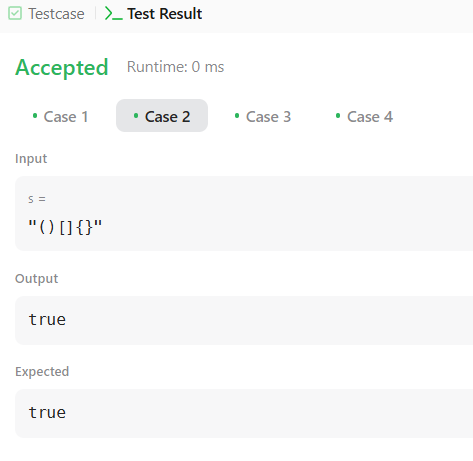 Testcase Test Result
Accepted Runtime: 0 ms
Case 1 Case 2 Case 3 Case 4
Input
s =
"()[]{}"
Output
true
Expected
true